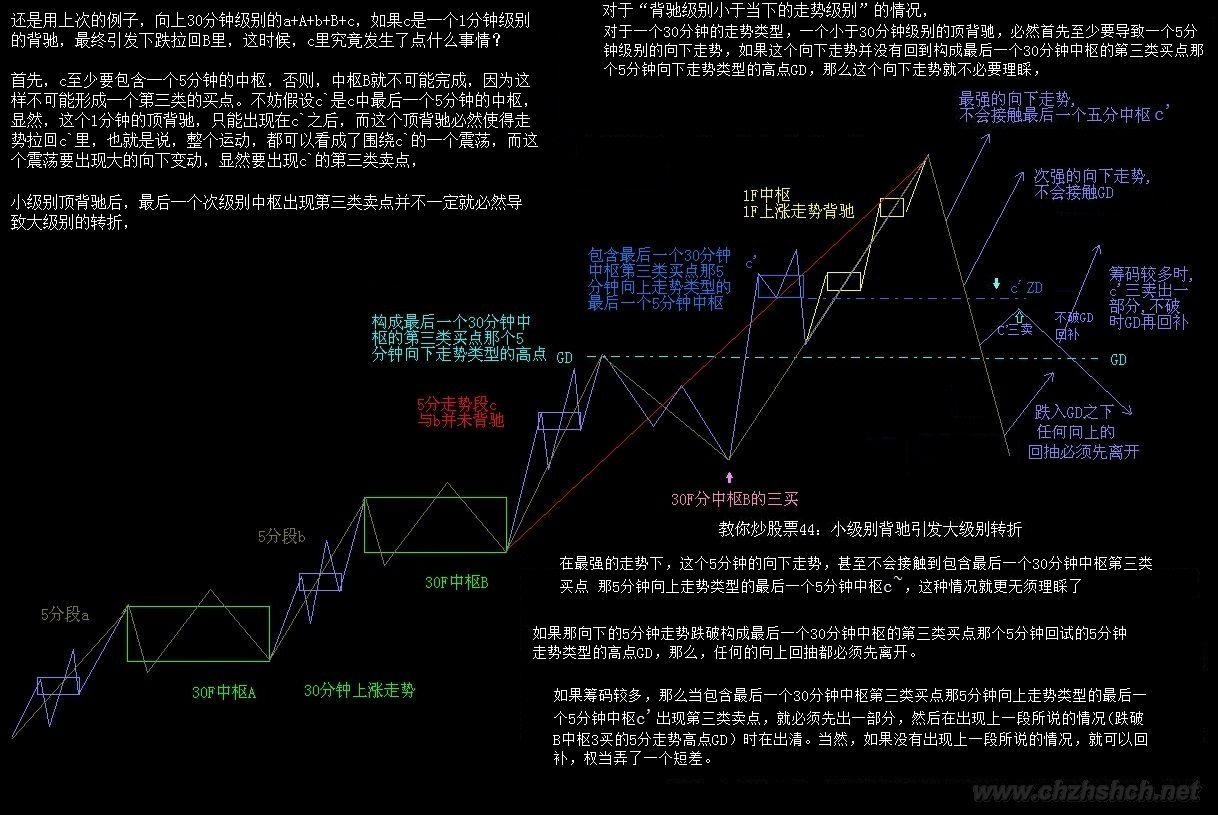 还是用上次的例子，向上30分钟级别的a+A+b+B+c，如果c是一个1分钟级别
的背驰，最终引发下跌拉回B里，这时候，c里究竟发生了点什么事情？
首先，c至少要包含一个5分钟的中枢，否则，中枢B就不可能完成，因为这
样不可能形成一个第三类的买点。不妨假设c`是c中最后一个5分钟的中枢，
显然，这个1分钟的顶背驰，只能出现在c`之后，而这个顶背驰必然使得走
势拉回c`里，也就是说，整个运动，都可以看成了围绕c`的一个震荡，而这
个震荡要出现大的向下变动，显然要出现c`的第三类卖点，
小级别顶背驰后，最后一个次级别中枢出现第三类卖点并不一定就必然导
致大级别的转折，
对于“背驰级别小于当下的走势级别”的情况，
对于一个30分钟的走势类型，一个小于30分钟级别的顶背驰，必然首先至少要导致一个5分
钟级别的向下走势，如果这个向下走势并没有回到构成最后一个30分钟中枢的第三类买点那
个5分钟向下走势类型的高点GD，那么这个向下走势就不必要理睬，
最强的向下走势，
不会接触最后一个五分中枢c'
次强的向下走势，
不会接触GD
1F中枢
1F上涨走势背驰
包含最后一个30分钟
中枢第三类买点那5
分钟向上走势类型的
最后一个5分钟中枢
c'
筹码较多时，
c'三卖出一
部分，不破
时GD再回补
c' ZD
不破GD
回补
c'三卖
构成最后一个30分钟中
枢的第三类买点那个5
分钟向下走势类型的高点 GD
GD
5分走势段c
与b并未背驰
跌入GD之下
任何向上的
回抽必须先离开
30F分中枢B的三买
教你炒股票44：小级别背驰引发大级别转折
5分段b
30F中枢B
5分段a
30F中枢A
30分钟上涨走势
在最强的走势下，这个5分钟的向下走势，甚至不会接触到包含最后一个30分钟中枢第三类
买点 那5分钟向上走势类型的最后一个5分钟中枢c~，这种情况就更无须理睬了
如果那向下的5分钟走势跌破构成最后一个30分钟中枢的第三类买点那个5分钟回试的5分钟
走势类型的高点GD，那么，任何的向上回抽都必须先离开。
如果筹码较多，那么当包含最后一个30分钟中枢第三类买点那5分钟向上走势类型的最后一
个5分钟中枢c'出现第三类卖点，就必须先出一部分，然后在出现上一段所说的情况(跌破
B中枢3买的5分走势高点GD）时在出清。当然，如果没有出现上一段所说的情况，就可以回
补，权当弄了一个短差。
www.chzhshch.net